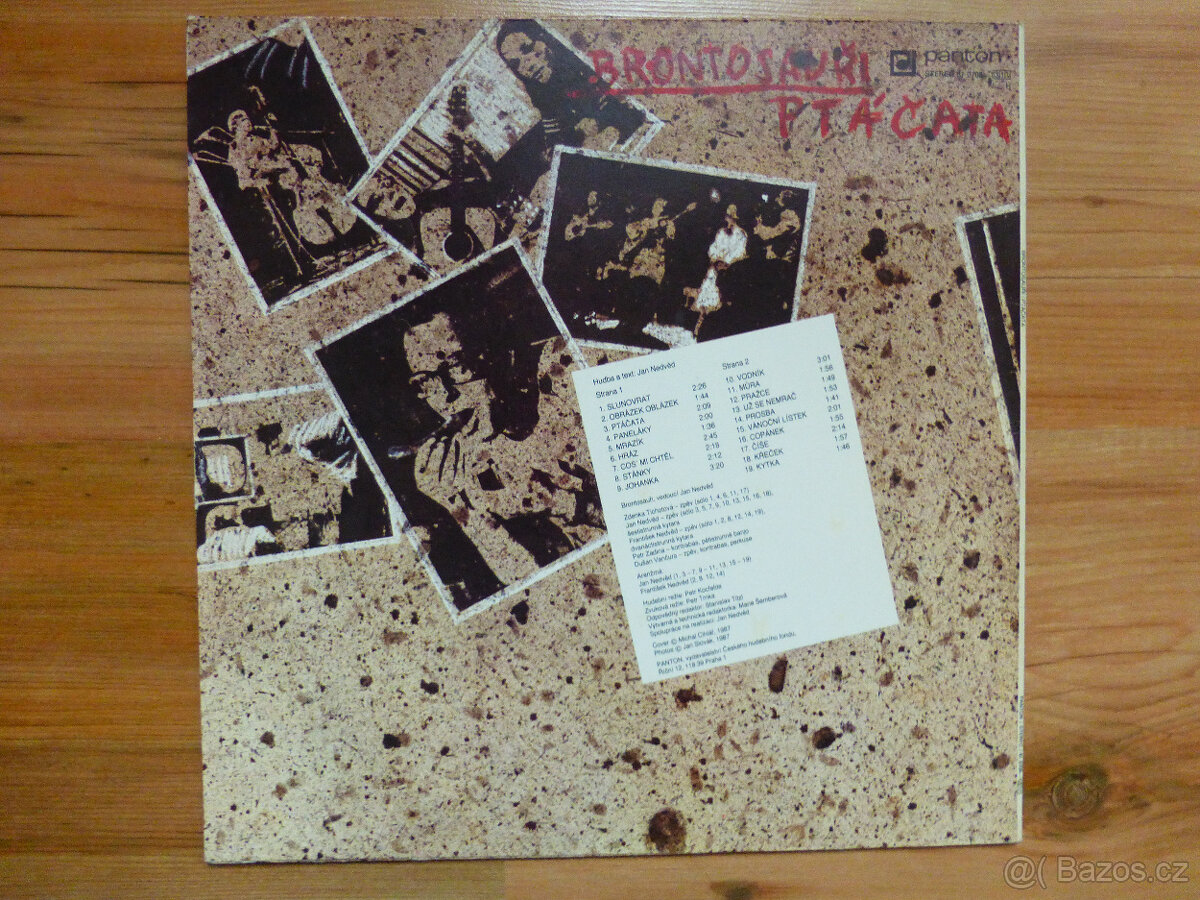 BRONTOSAUŘI
PTÁČATA
panton
STEREO
Hudba a text: Jan Nedvěd
Strana 1
1. SLUNOVRAT 2:26
2. OBRÁZEK OBLÁZEK 1:44
3. PTÁČATA 2:09
4. PANELÁKY 2:00
5. MRAZÍK 1:36
6. HRÁZ 2:45
7. COS' MI CHTĚL 2:19
8. STÁNKY 2:12
9. JOHANKA 3:20
Strana 2
10. VODNÍK 3:01
11. MŮRA 1:56
12. PRAŽCE 1:49
13. UŽ SE NEMRAČ 1:53
14. PROSBA 1:41
15. VÁNOČNÍ LÍSTEK 2:01
16. COPÁNEK 1:55
17. ČÍŠE 2:14
18. KŘEČEK 1:57
19. KYTKA 1:46
Brontosauři, vedoucí Jan Nedvěd
Zdenka Tichotová – zpěv (sólo 1, 4, 6, 11, 17)
Jan Nedvěd – zpěv (sólo 3, 5, 7, 9, 10, 13, 15, 16, 18),
šestistrunná kytara
František Nedvěd – zpěv (sólo 1, 2, 8, 12, 14, 19),
dvanáctistrunná kytara
Petr Zadina – kontrabas, pětistrunné banjo
Dušan Vančura – zpěv, kontrabas, perkuse
Aranžmá
Jan Nedvěd (1, 3 – 7, 9 – 11, 13, 15 – 19)
František Nedvěd (2, 8, 12, 14)
Hudební režie: Petr Kocfelda
Zvuková režie: Petr Trnka
Odpovědný redaktor: Stanislav Titzl
Výtvarná a technická redaktorka: Marie Šemberová
Spolupráce na realizaci: Jan Nedvěd
Cover © Michal Cihlář, 1987
Photos © Jan Slovák, 1987
PANTON, vydavatelství Českého hudebního fondu,
Říční 12, 118 39 Praha 1
@( Bazos.cz